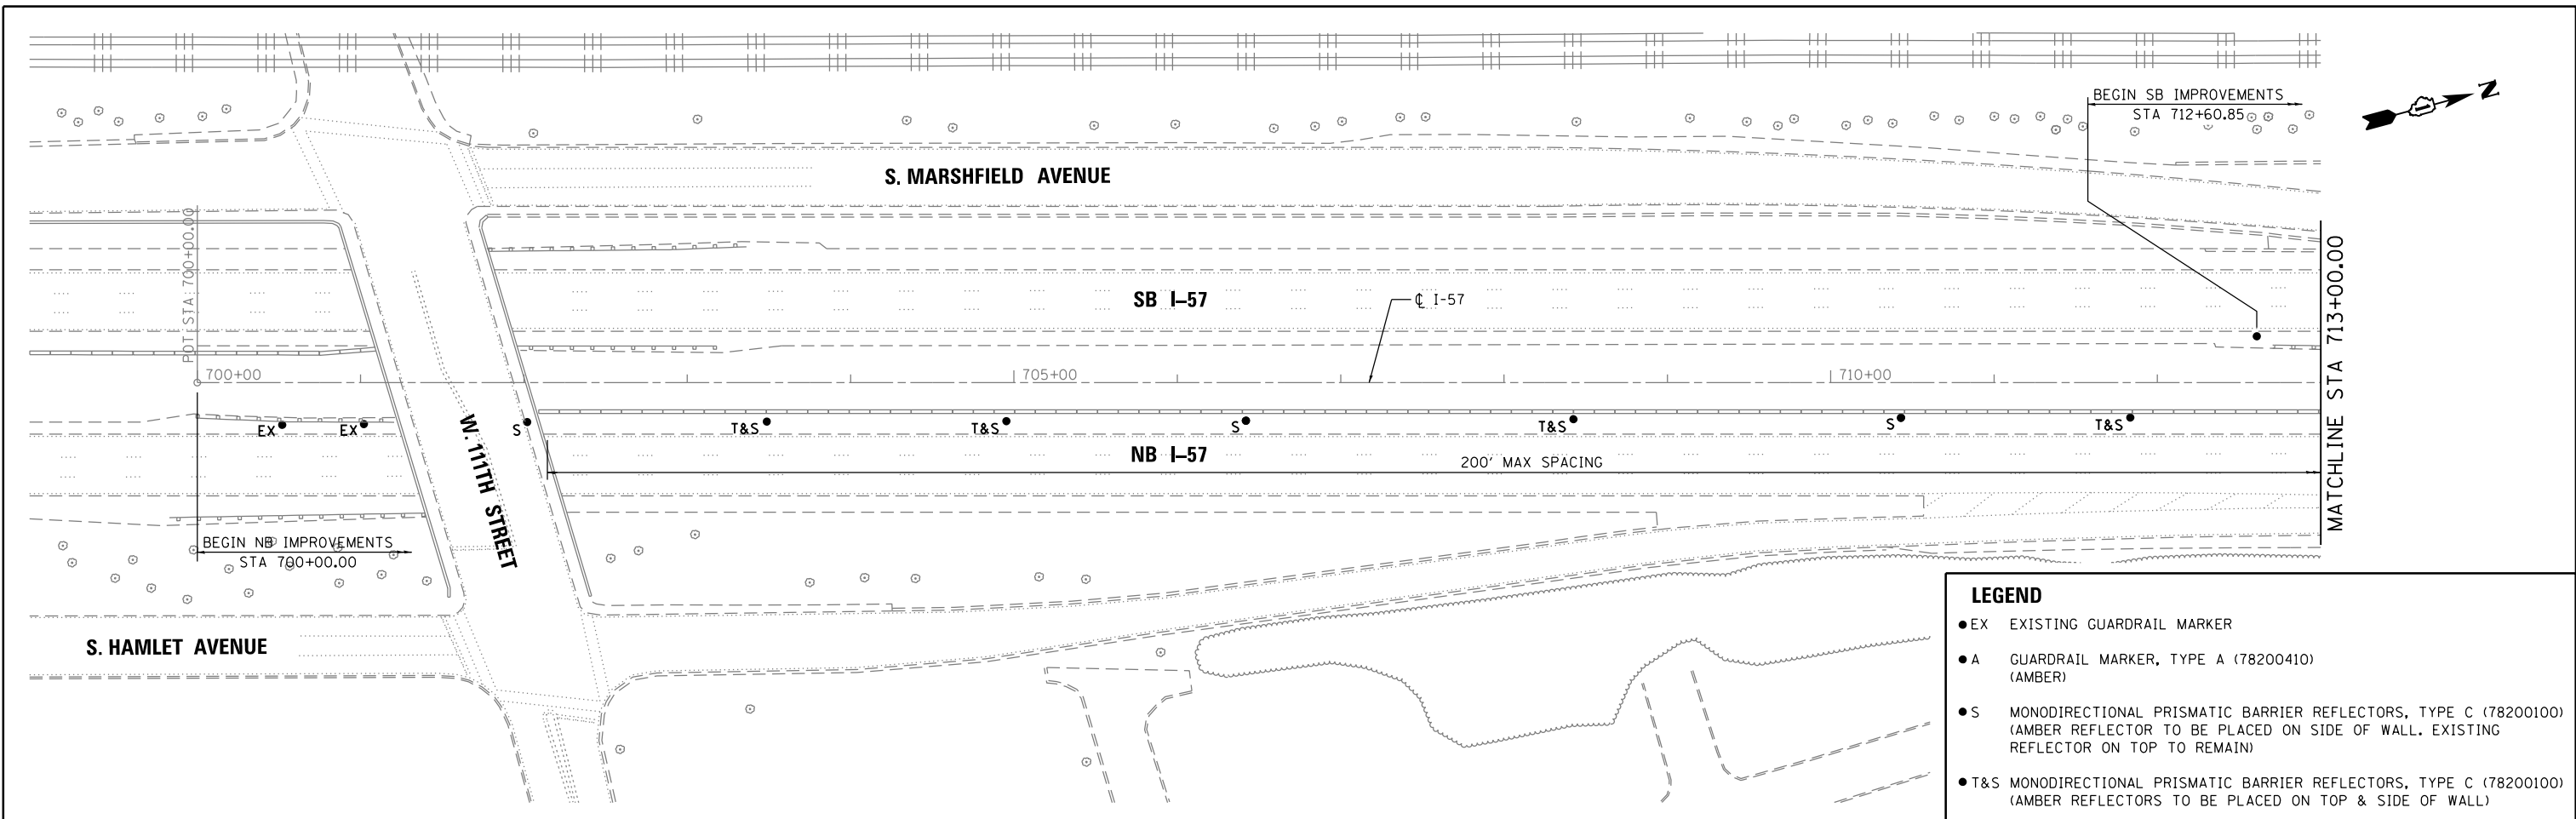 BEGIN SB IMPROVEMENTS
STA 712+60.85
N
S. MARSHFIELD AVENUE
POT STA 700+00.00
SB I-57
℄ I-57
MATCHLINE STA 713+00.00
700+00
705+00
710+00
EX
EX
S
T&S
T&S
S
T&S
S
T&S
W. 111TH STREET
NB I-57
200' MAX SPACING
BEGIN NB IMPROVEMENTS
STA 700+00.00
S. HAMLET AVENUE
LEGEND
EX EXISTING GUARDRAIL MARKER
A GUARDRAIL MARKER, TYPE A (78200410)
(AMBER)
S MONODIRECTIONAL PRISMATIC BARRIER REFLECTORS, TYPE C (78200100)
(AMBER REFLECTOR TO BE PLACED ON SIDE OF WALL. EXISTING
REFLECTOR ON TOP TO REMAIN)
T&S MONODIRECTIONAL PRISMATIC BARRIER REFLECTORS, TYPE C (78200100)
(AMBER REFLECTORS TO BE PLACED ON TOP & SIDE OF WALL)